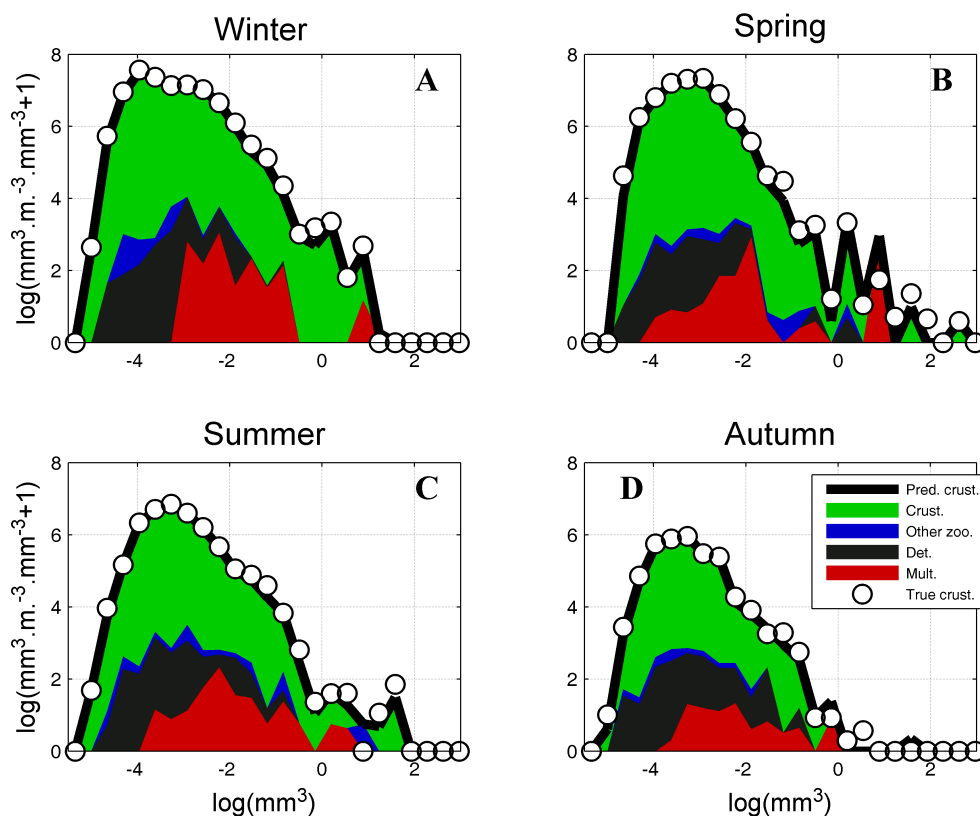 Winter
Spring
A
B
log(mm³.m.⁻³.mm⁻³+1)
8
6
4
2
0
-4
-2
0
2
8
6
4
2
0
-4
-2
0
2
Summer
Autumn
C
D
log(mm³.m.⁻³.mm⁻³+1)
8
6
4
2
0
-4
-2
0
2
log(mm³)
8
6
4
2
0
-4
-2
0
2
log(mm³)
Pred. crust.
Crust.
Other zoo.
Det.
Mult.
True crust.